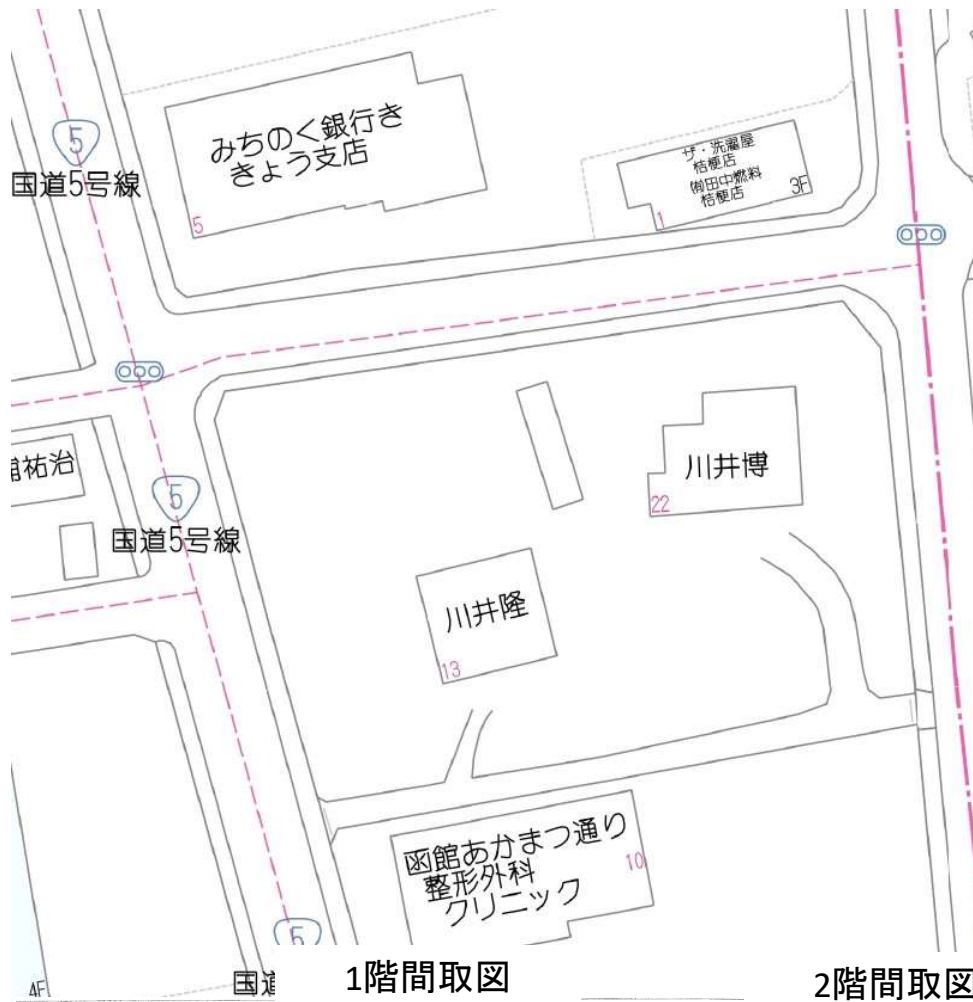 5
国道5号線
みちのく銀行き
きょう支店
5
ザ・洗濯屋
桔梗店
㈲田中燃料
桔梗店
3F
1
祐治
5
国道5号線
川井博
22
川井隆
13
函館あかまつ通り
整形外科
クリニック
10
5
国道
4F
1階間取図
2階間取図